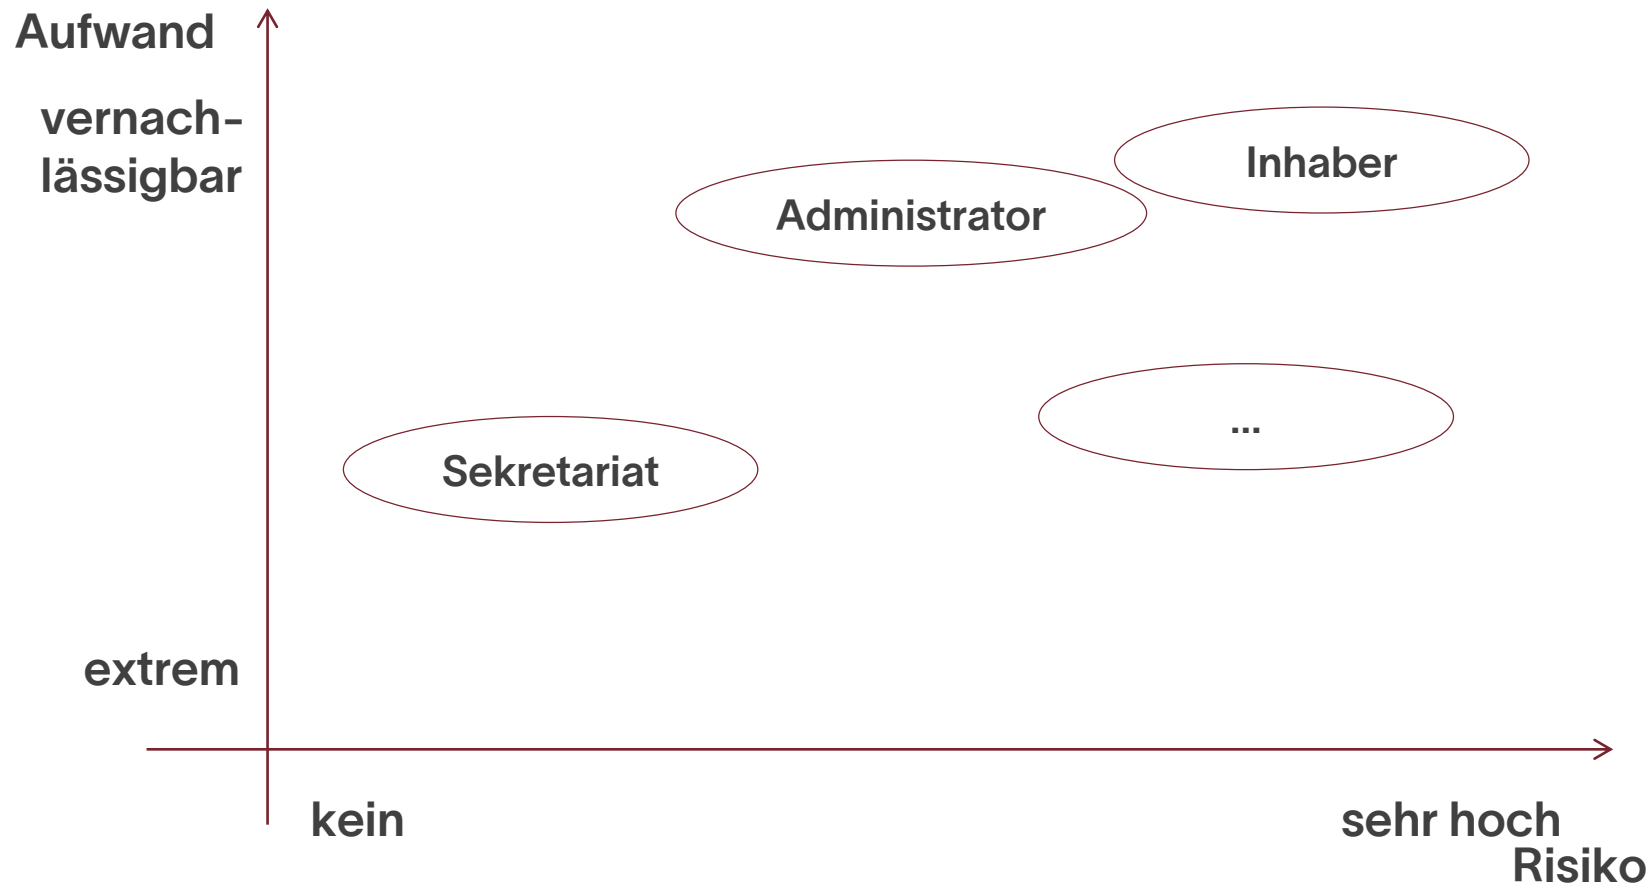 Aufwand
vernach-
lässigbar
Inhaber
Administrator
...
Sekretariat
extrem
kein
sehr hoch
Risiko